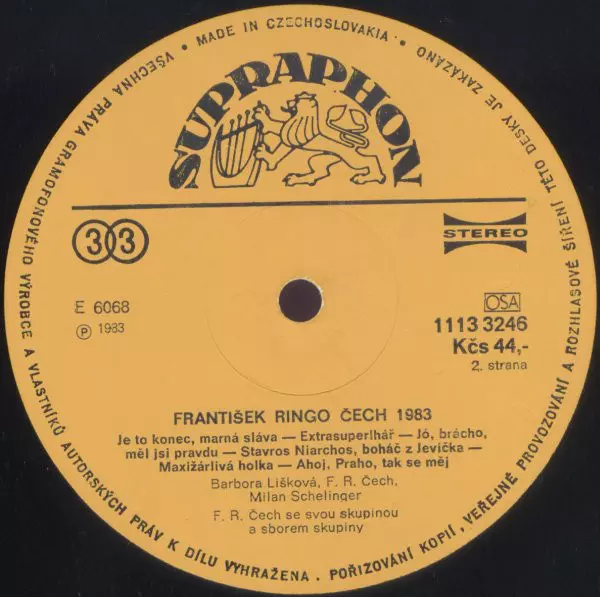 MADE IN CZECHOSLOVAKIA •
VŠECHNA PRÁVA GRAMOFONOVÉHO VÝROBCE A VLASTNÍKŮ AUTORSKÝCH PRÁV K DÍLU VYHRAŽENA . POŘIZOVÁNÍ KOPIÍ, VEŘEJNÉ PROVOZOVÁNÍ A ROZHLASOVÉ ŠÍŘENÍ TÉTO DESKY JE ZAKÁZÁNO •
SUPRAPHON
33
STEREO
E 6068
OSA
Ⓟ 1983
1113 3246
Kčs 44,-
2. strana
FRANTIŠEK RINGO ČECH 1983
Je to konec, marná sláva — Extrasuperlhář — Jó, brácho,
měl jsi pravdu — Stavros Niarchos, boháč z Jevíčka —
Maxižárlivá holka — Ahoj, Praho, tak se měj
Barbora Lišková, F. R. Čech,
Milan Schelinger
F. R. Čech se svou skupinou
a sborem skupiny